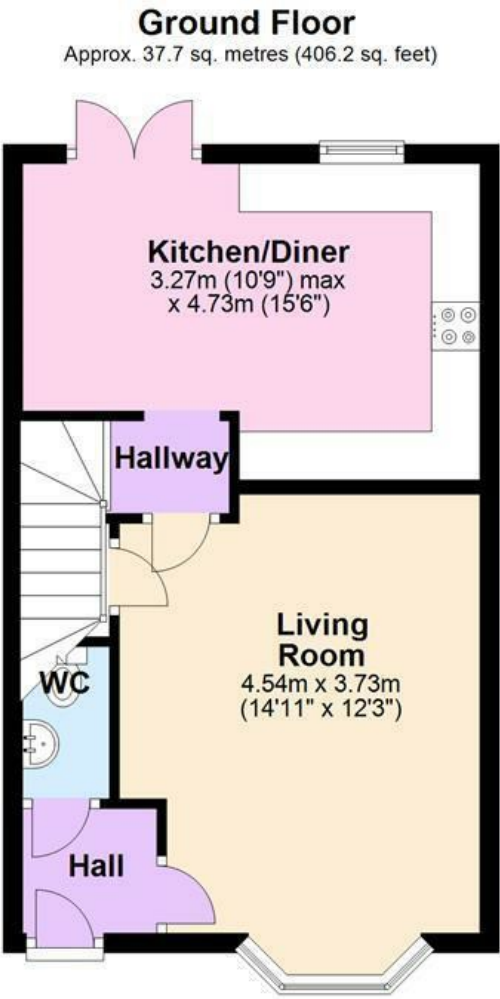 Ground Floor
Approx. 37.7 sq. metres (406.2 sq. feet)
Kitchen/Diner
3.27m (10'9") max
x 4.73m (15'6")
Hallway
Living
Room
4.54m x 3.73m
(14'11" x 12'3")
WC
Hall